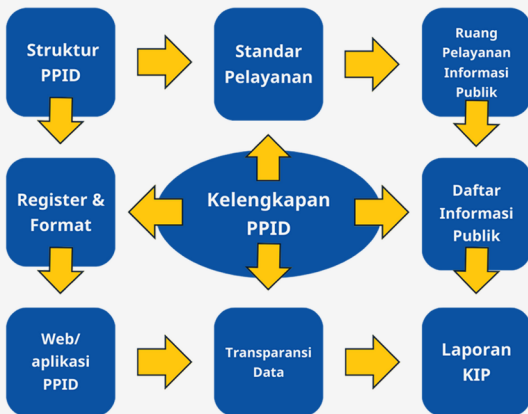 Struktur
PPID
Standar
Pelayanan
Ruang
Pelayanan
Informasi
Publik
Register &
Format
Kelengkapan
PPID
Daftar
Informasi
Publik
Web/
aplikasi
PPID
Transparansi
Data
Laporan
KIP